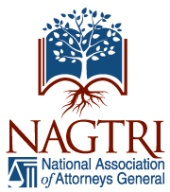 NAGTRI
National Association
of Attorneys General